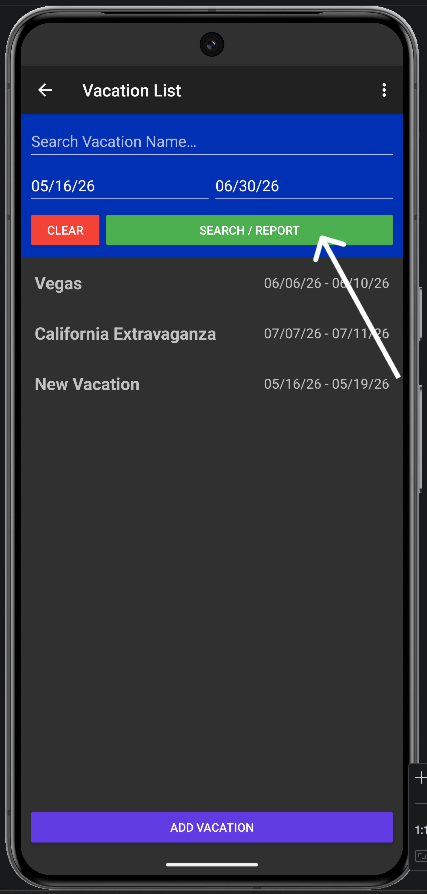 Vacation List
Search Vacation Name...
05/16/26 06/30/26
CLEAR SEARCH / REPORT
Vegas 06/06/26 - 06/10/26
California Extravaganza 07/07/26 - 07/11/26
New Vacation 05/16/26 - 05/19/26
ADD VACATION
1:1